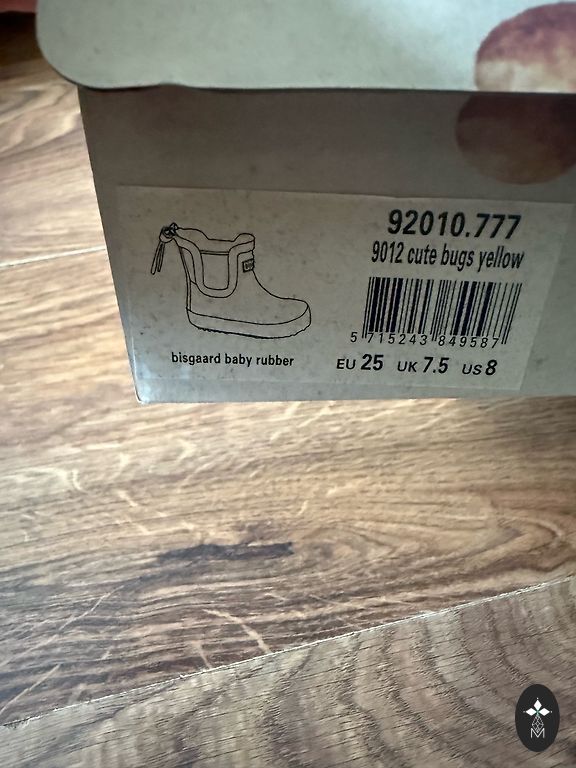 92010.777
9012 cute bugs yellow
5 715243 849587
bisgaard baby rubber
EU 25 UK 7.5 US 8
M